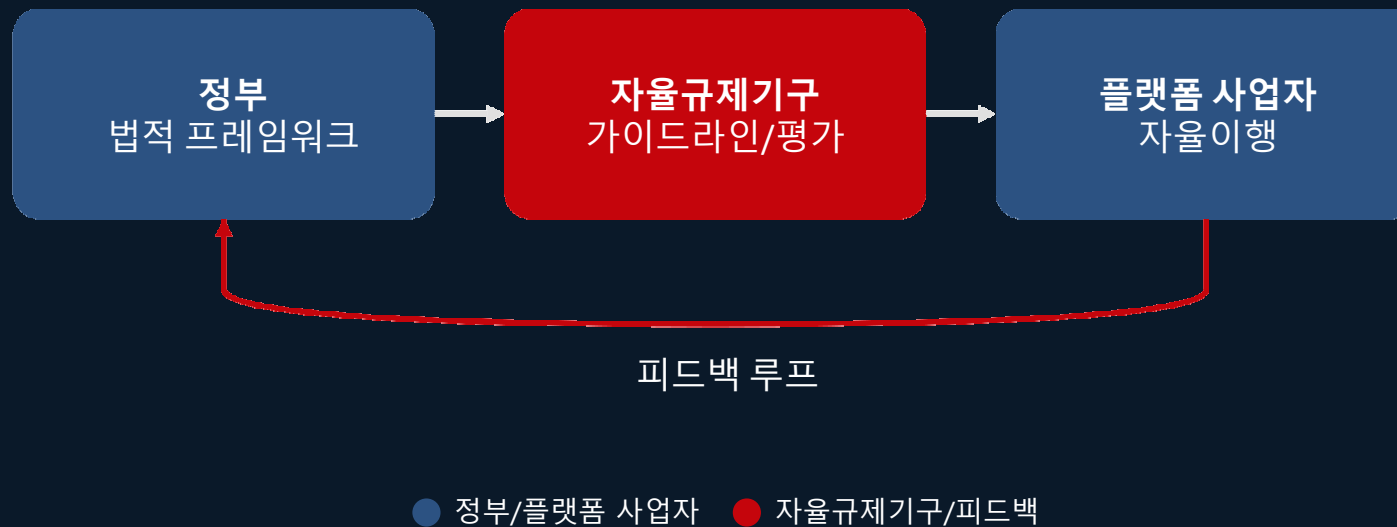 정부
법적 프레임워크
자율규제기구
가이드라인/평가
플랫폼 사업자
자율이행
피드백 루프
정부/플랫폼 사업자
자율규제기구/피드백